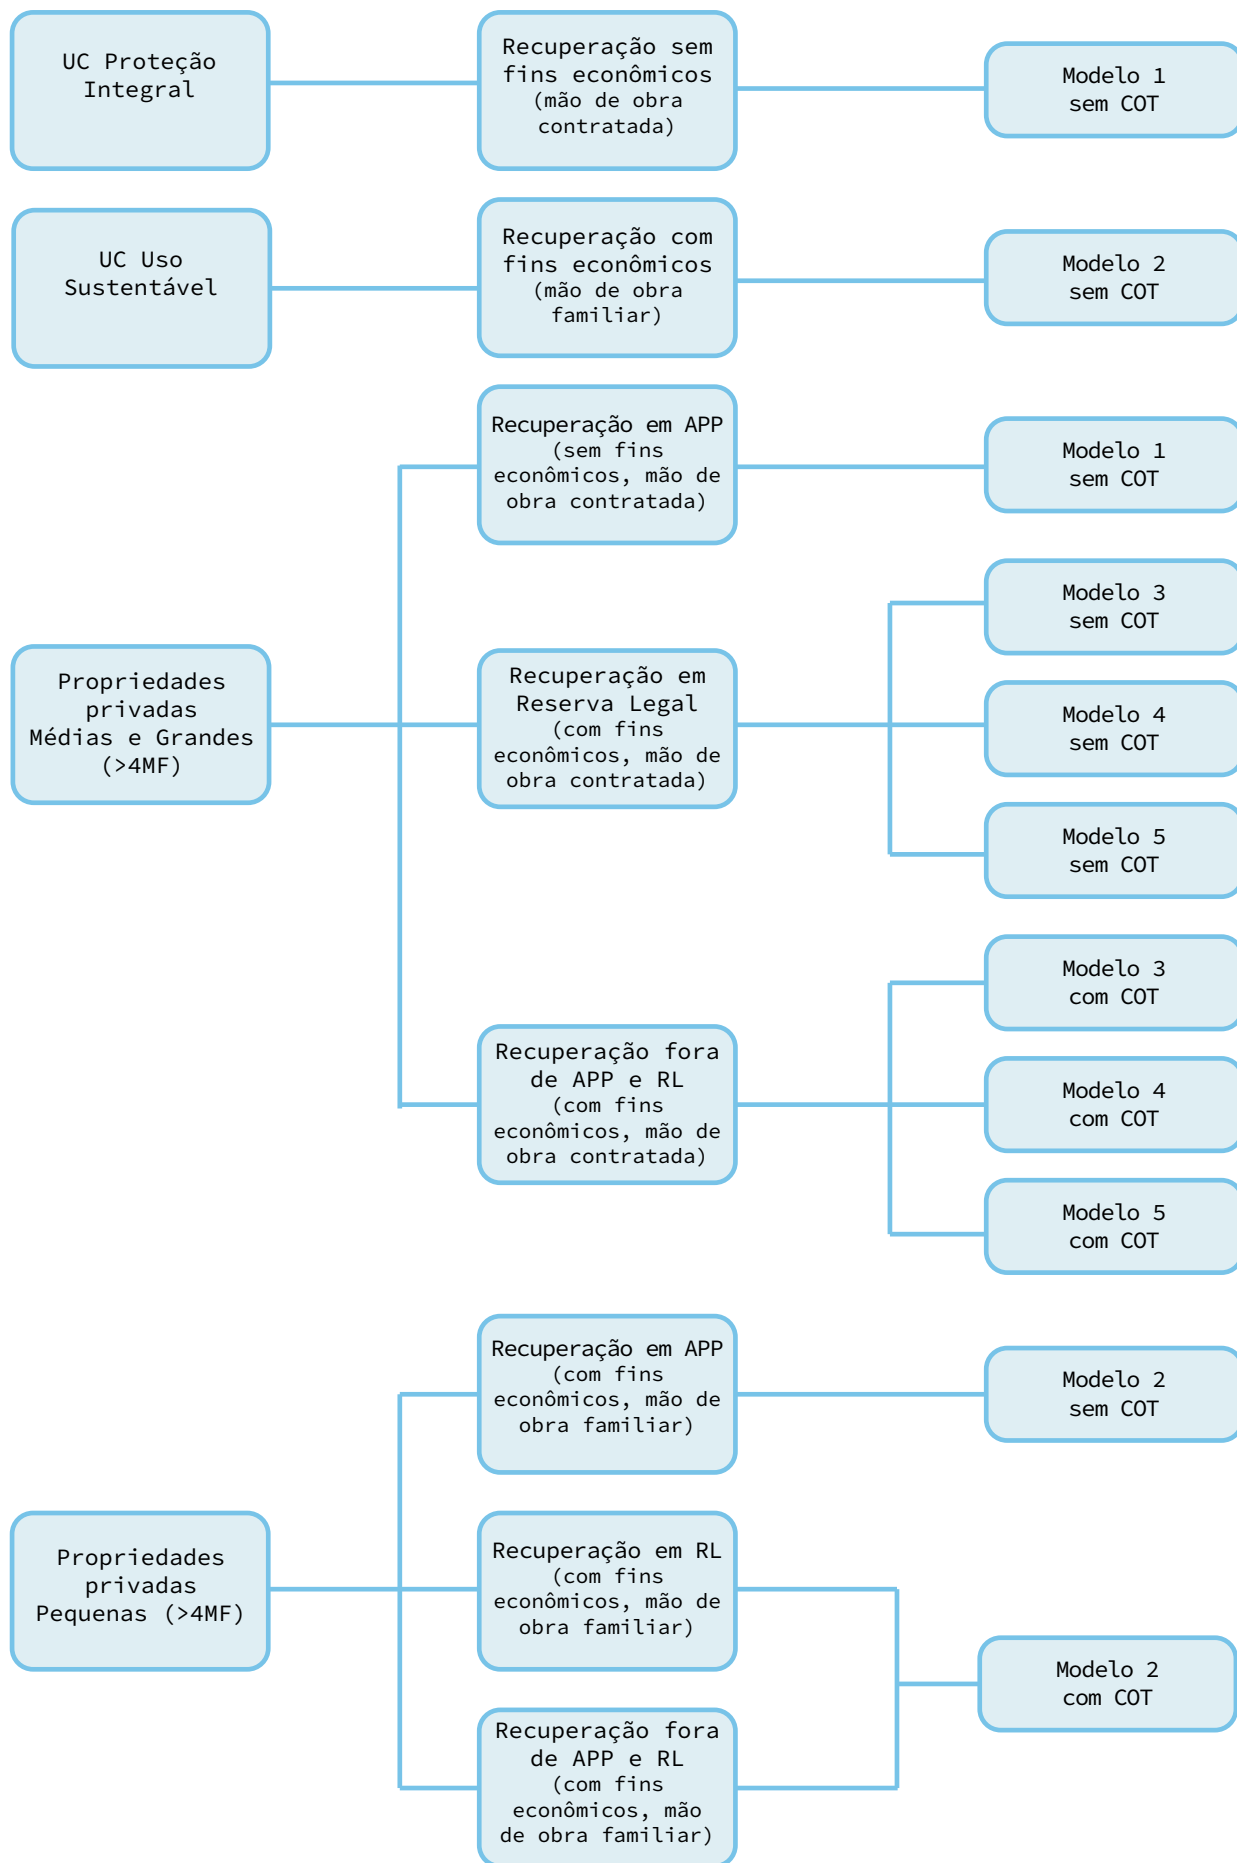 UC Proteção
Integral
Recuperação sem
fins econômicos
(mão de obra
contratada)
Modelo 1
sem COT
UC Uso
Sustentável
Recuperação com
fins econômicos
(mão de obra
familiar)
Modelo 2
sem COT
Propriedades
privadas
Médias e Grandes
(>4MF)
Recuperação em APP
(sem fins
econômicos, mão de
obra contratada)
Modelo 1
sem COT
Recuperação em
Reserva Legal
(com fins
econômicos, mão de
obra contratada)
Modelo 3
sem COT
Modelo 4
sem COT
Modelo 5
sem COT
Recuperação fora
de APP e RL
(com fins
econômicos, mão de
obra contratada)
Modelo 3
com COT
Modelo 4
com COT
Modelo 5
com COT
Propriedades
privadas
Pequenas (>4MF)
Recuperação em APP
(com fins
econômicos, mão de
obra familiar)
Modelo 2
sem COT
Recuperação em RL
(com fins
econômicos, mão de
obra familiar)
Recuperação fora
de APP e RL
(com fins
econômicos, mão
de obra familiar)
Modelo 2
com COT